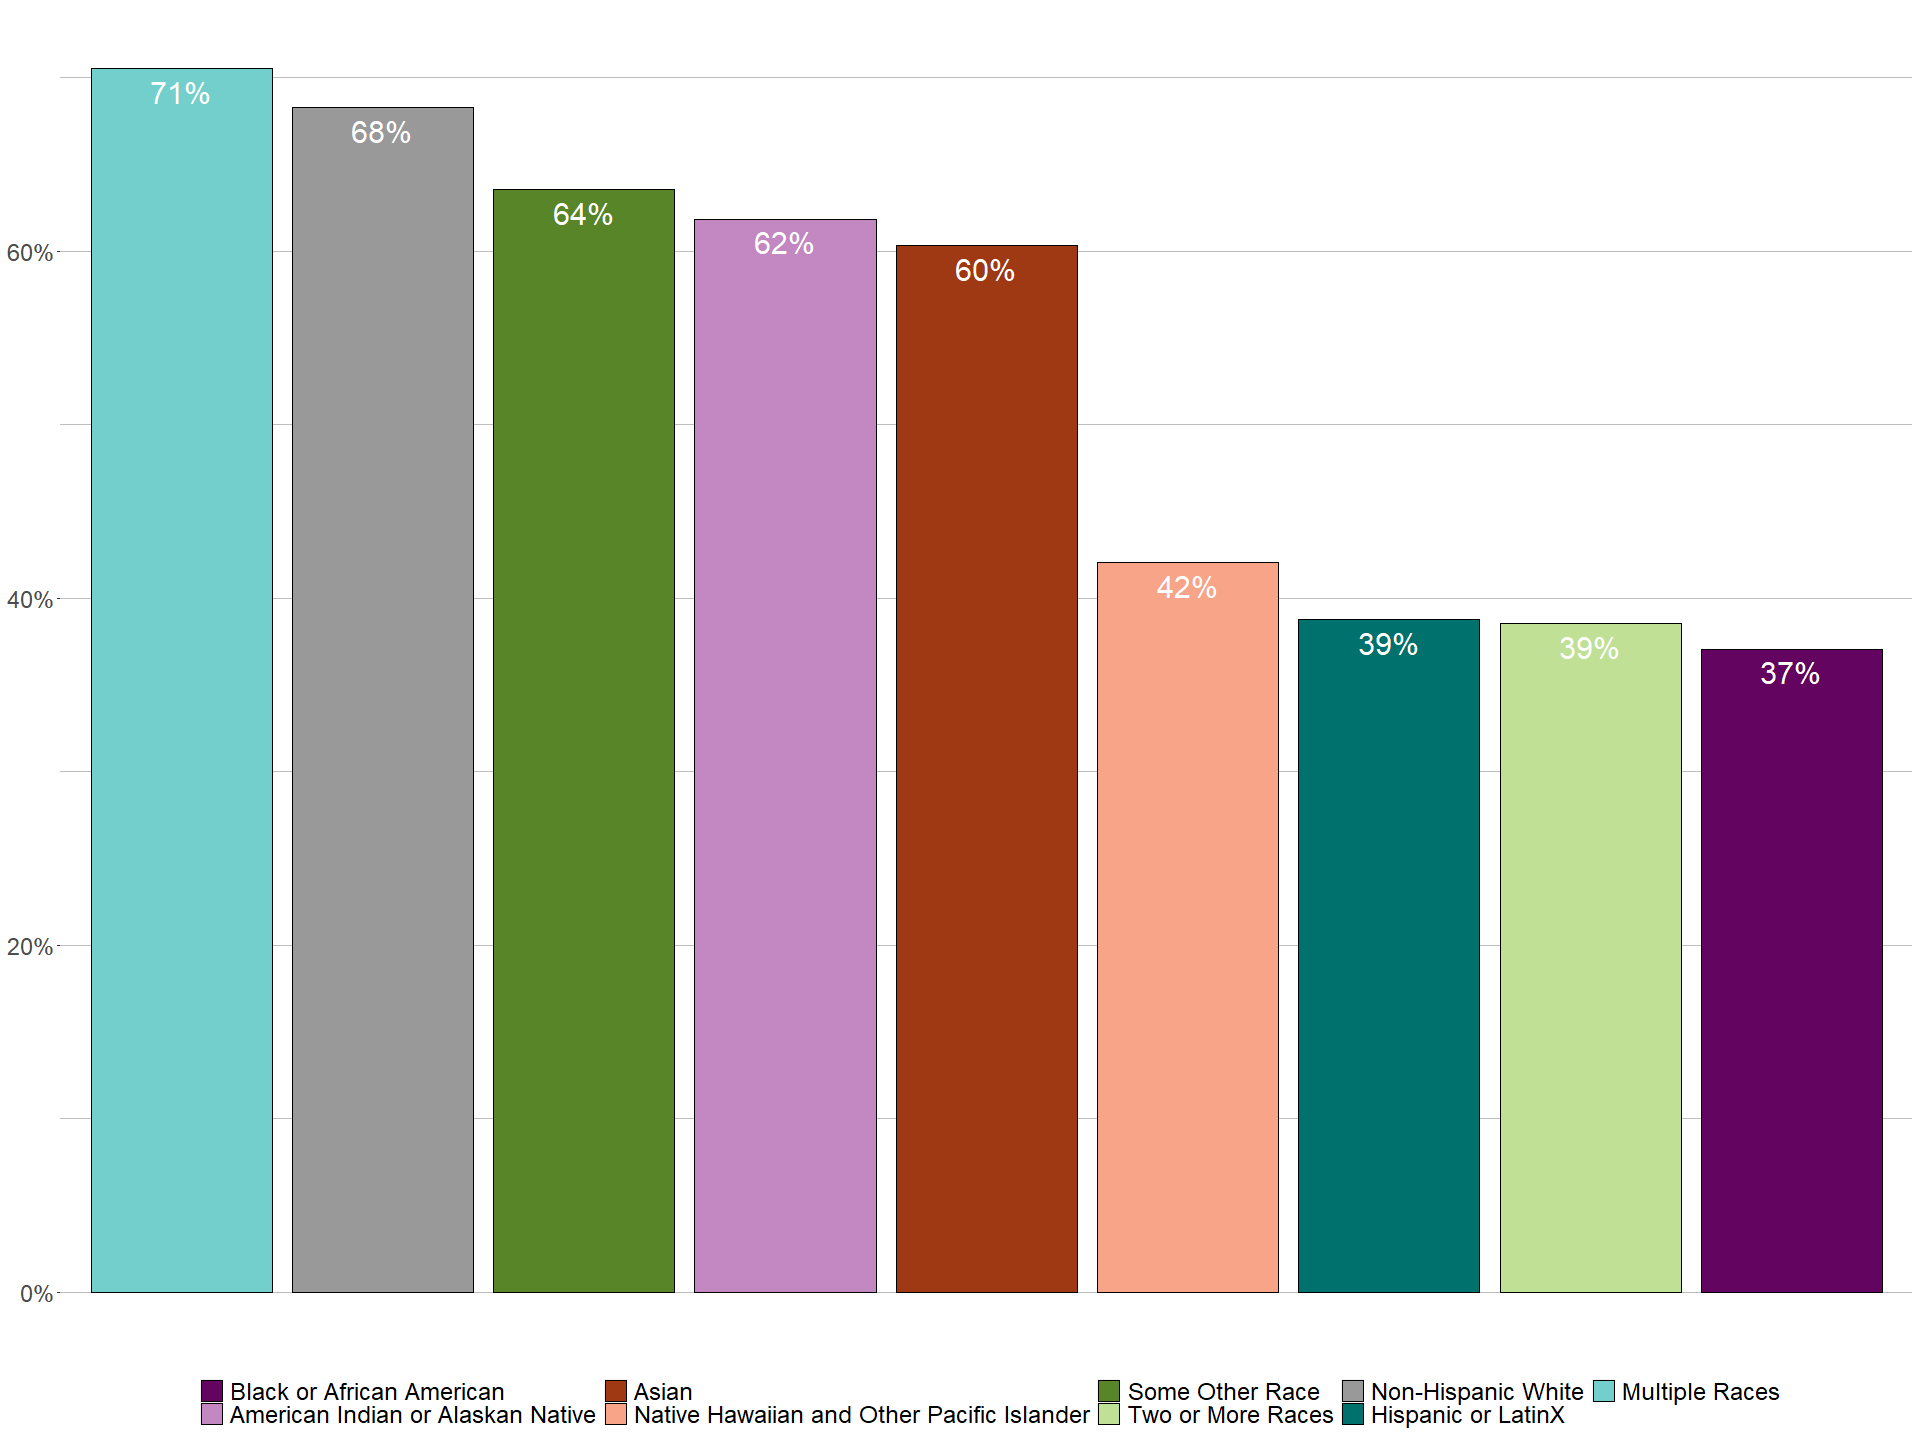 71%
68%
64%
62%
60%
60%
42%
40%
39%
39%
37%
20%
0%
Black or African American
Asian
Some Other Race
Non-Hispanic White
Multiple Races
American Indian or Alaskan Native
Native Hawaiian and Other Pacific Islander
Two or More Races
Hispanic or LatinX